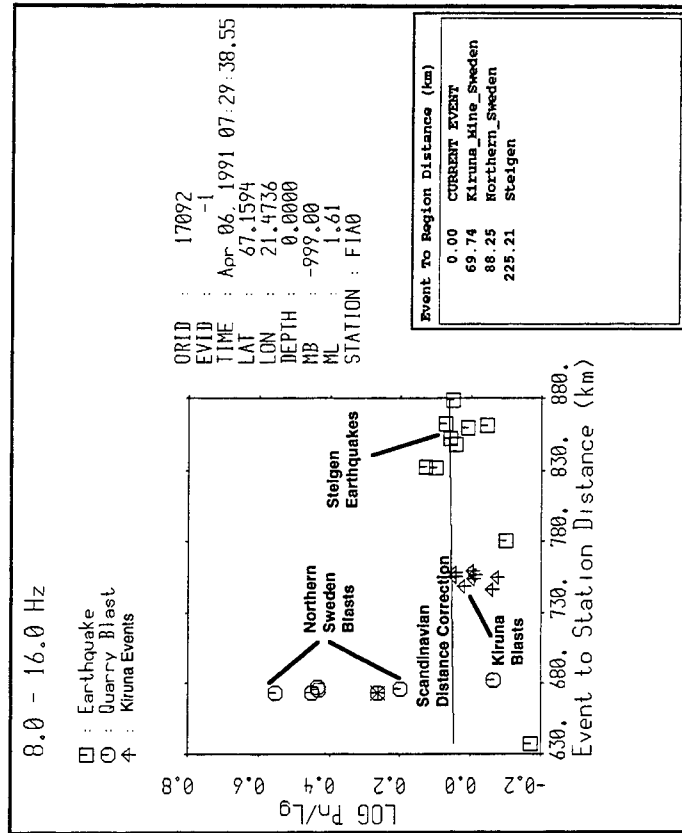 8.0 - 16.0 Hz
: Earthquake
: Quarry Blast
: Kiruna Events
ORID : 17092
EVID : -1
TIME : Apr 06, 1991 07:29:38.55
LAT : 67.1594
LON : 21.4736
DEPTH : 0.0000
MB : -999.00
ML : 1.61
STATION : FIA0
LOG Pn/Lg
0.8
0.6
0.4
0.2
0.0
-0.2
Northern
Sweden
Blasts
Steigen
Earthquakes
Scandinavian
Distance Correction
Kiruna
Blasts
630. 680. 730. 780. 830. 880.
Event to Station Distance (km)
Event To Region Distance (km)
0.00 CURRENT EVENT
69.74 Kiruna_Mine_Sweden
88.25 Northern_Sweden
225.21 Steigen